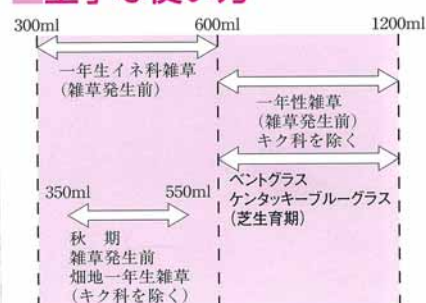 300ml 600ml 1200ml
一年生イネ科雑草
(雑草発生前)
一年性雑草
(雑草発生前)
キク科を除く
ベントグラス
ケンタッキーブルーグラス
(芝生育期)
350ml 550ml
秋　期
雑草発生前
畑地一年生雑草
(キク科を除く)